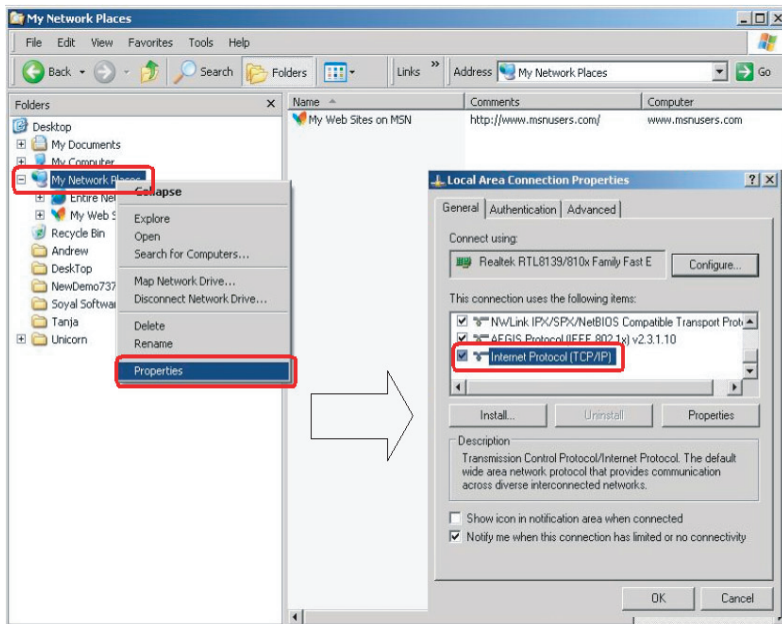 My Network Places
File Edit View Favorites Tools Help
Back Search Folders Links » Address My Network Places Go
Folders x
Desktop
My Documents
My Computer
My Network Places
Entire Ne
My Web S
Recycle Bin
Andrew
DeskTop
NewDemo737
Soyal Softwar
Tanja
Unicorn
Collapse
Explore
Open
Search for Computers...
Map Network Drive...
Disconnect Network Drive...
Delete
Rename
Properties
Name Comments Computer
My Web Sites on MSN http://www.msnusers.com/ www.msnusers.com
Local Area Connection Properties
General Authentication Advanced
Connect using:
Realtek RTL8139/810x Family Fast E Configure...
This connection uses the following items:
NWLink IPX/SPX/NetBIOS Compatible Transport Prot
AEGIS Protocol (IEEE 802.1x) v2.3.1.10
Internet Protocol (TCP/IP)
Install... Uninstall Properties
Description
Transmission Control Protocol/Internet Protocol. The default
wide area network protocol that provides communication
across diverse interconnected networks.
Show icon in notification area when connected
Notify me when this connection has limited or no connectivity
OK Cancel